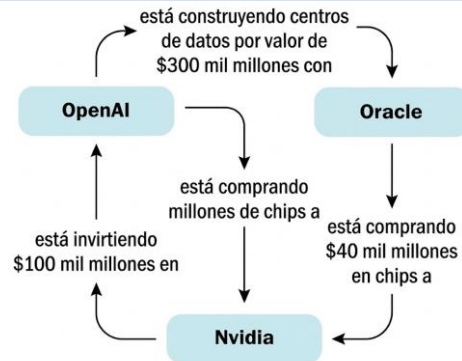 está construyendo centros
de datos por valor de
$300 mil millones con
OpenAI
Oracle
está comprando
millones de chips a
está comprando
$40 mil millones
en chips a
está invirtiendo
$100 mil millones en
Nvidia